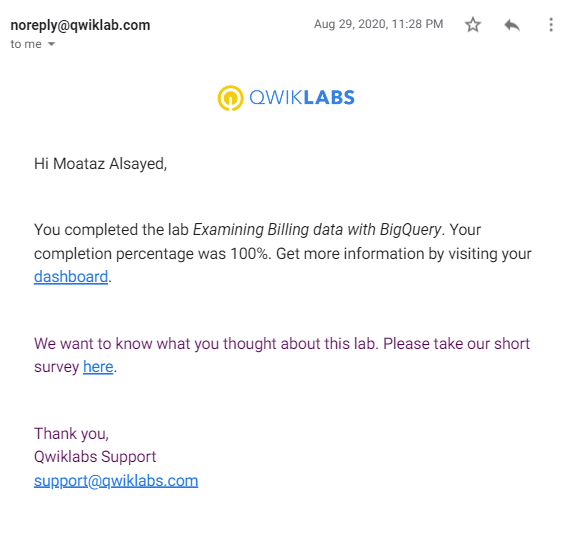 noreply@qwiklab.com
Aug 29, 2020, 11:28 PM
to me
QWIKLABS
Hi Moataz Alsayed,
You completed the lab Examining Billing data with BigQuery. Your
completion percentage was 100%. Get more information by visiting your
dashboard.
We want to know what you thought about this lab. Please take our short
survey here.
Thank you,
Qwiklabs Support
support@qwiklabs.com